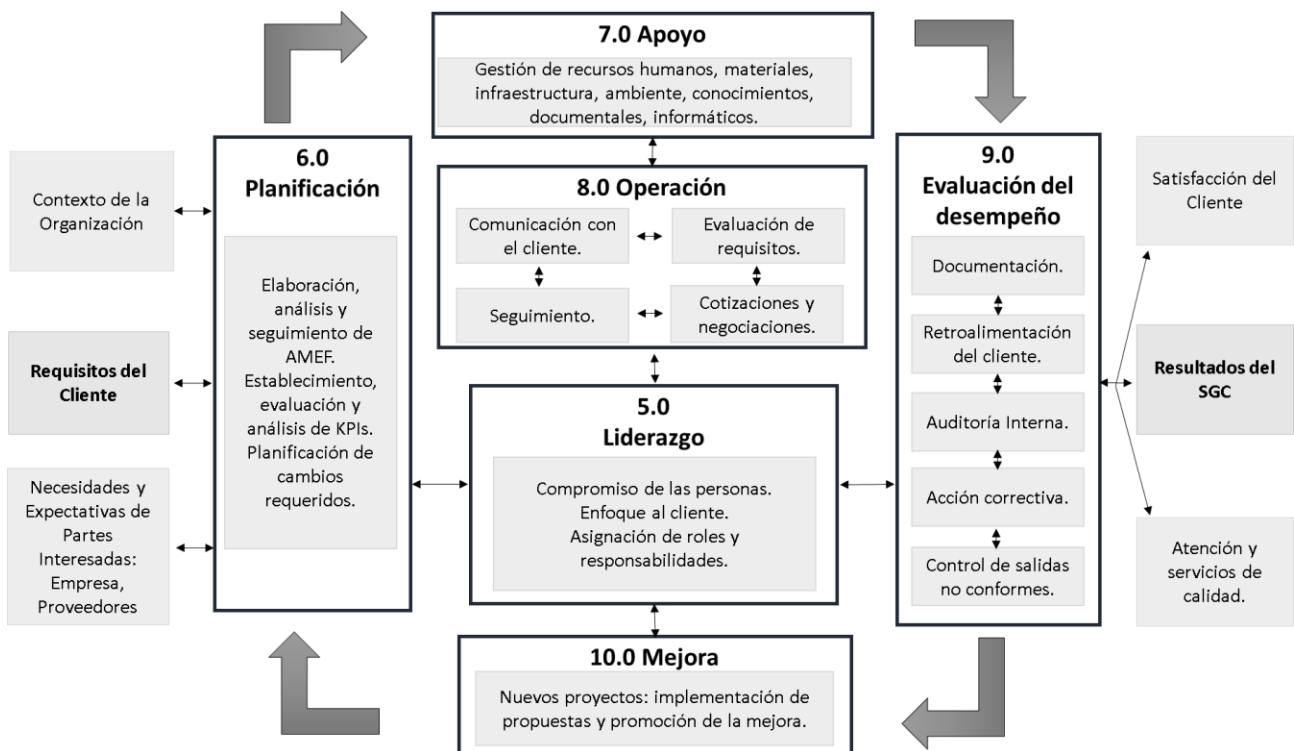 7.0 Apoyo
Gestión de recursos humanos, materiales,
infraestructura, ambiente, conocimientos,
documentales, informáticos.
6.0
Planificación
Elaboración,
análisis y
seguimiento de
AMEF.
Establecimiento,
evaluación y
análisis de KPIs.
Planificación de
cambios
requeridos.
Contexto de la
Organización
Requisitos del
Cliente
Necesidades y
Expectativas de
Partes
Interesadas:
Empresa,
Proveedores
8.0 Operación
Comunicación con
el cliente.
Evaluación de
requisitos.
Seguimiento.
Cotizaciones y
negociaciones.
5.0
Liderazgo
Compromiso de las personas.
Enfoque al cliente.
Asignación de roles y
responsabilidades.
10.0 Mejora
Nuevos proyectos: implementación de
propuestas y promoción de la mejora.
9.0
Evaluación del
desempeño
Documentación.
Retroalimentación
del cliente.
Auditoría Interna.
Acción correctiva.
Control de salidas
no conformes.
Satisfacción del
Cliente
Resultados del
SGC
Atención y
servicios de
calidad.